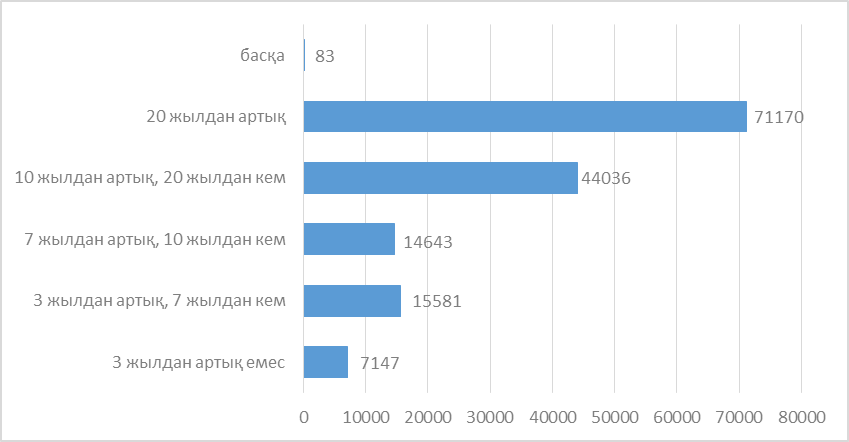 басқа 83
20 жылдан артық 71170
10 жылдан артық, 20 жылдан кем 44036
7 жылдан артық, 10 жылдан кем 14643
3 жылдан артық, 7 жылдан кем 15581
3 жылдан артық емес 7147
0 10000 20000 30000 40000 50000 60000 70000 80000